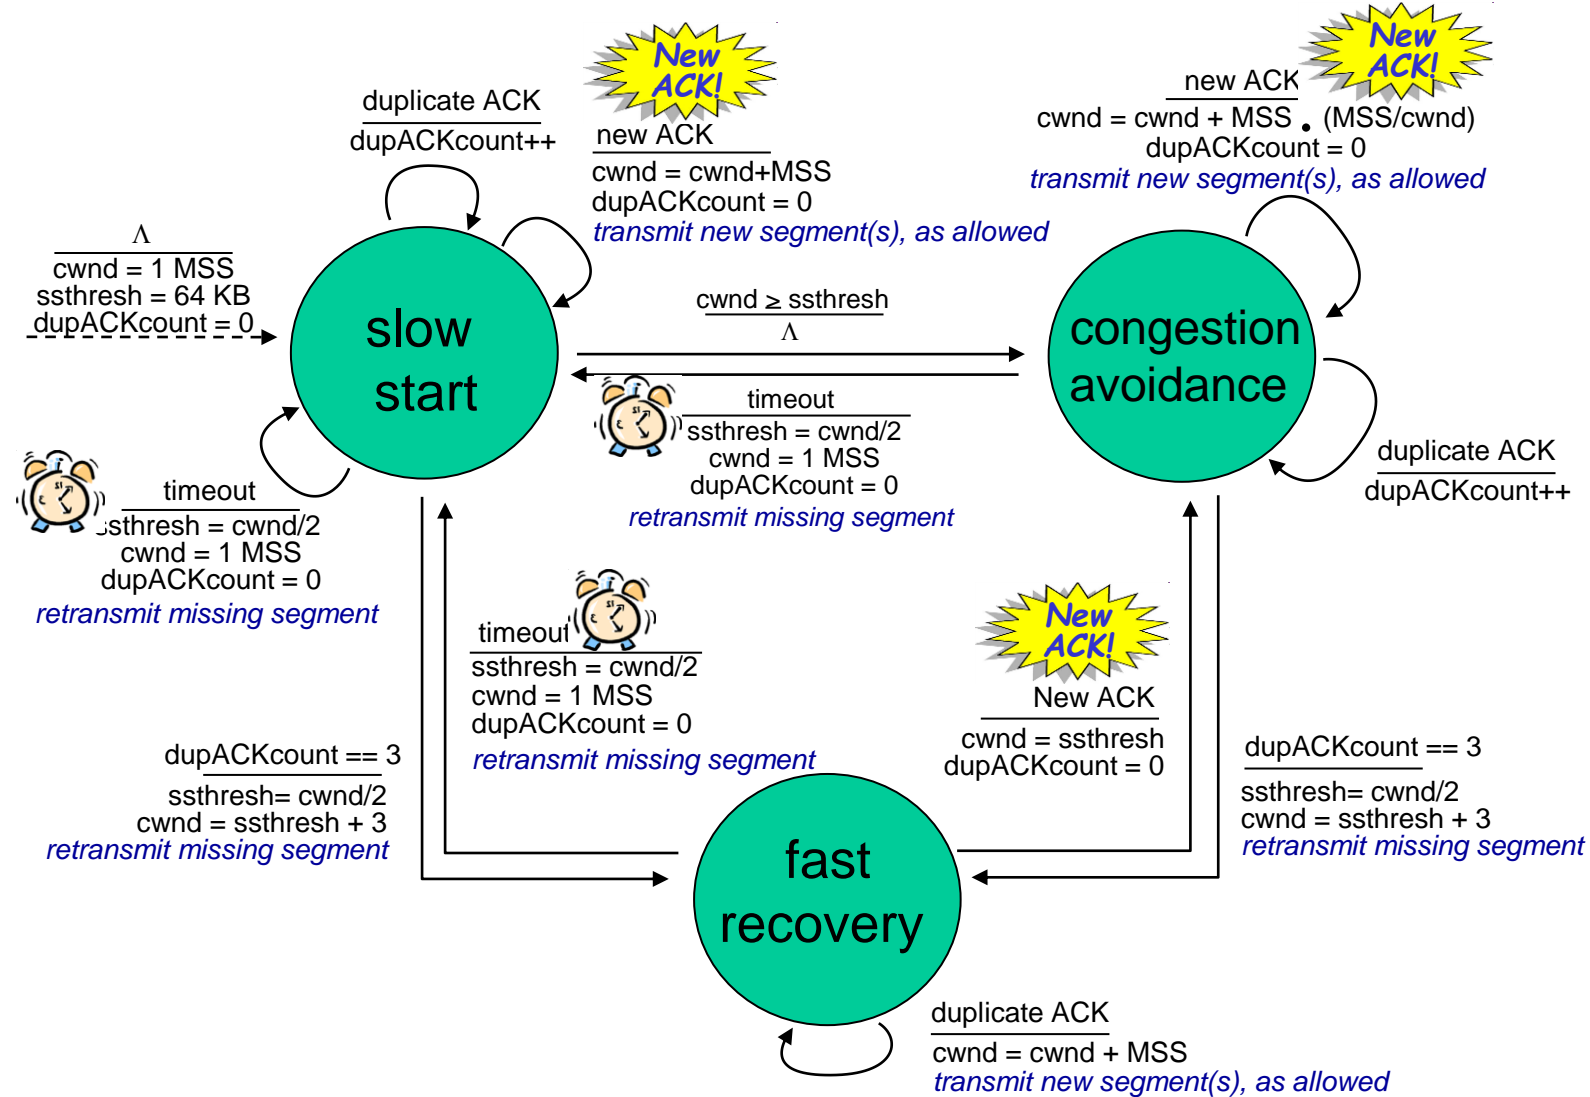 New
ACK!
duplicate ACK
dupACKcount++
new ACK
cwnd = cwnd+MSS
dupACKcount = 0
transmit new segment(s), as allowed
New
ACK!
new ACK
cwnd = cwnd + MSS • (MSS/cwnd)
dupACKcount = 0
transmit new segment(s), as allowed
Λ
cwnd = 1 MSS
ssthresh = 64 KB
dupACKcount = 0
slow
start
cwnd ≥ ssthresh
Λ
congestion
avoidance
timeout
ssthresh = cwnd/2
cwnd = 1 MSS
dupACKcount = 0
retransmit missing segment
duplicate ACK
dupACKcount++
timeout
ssthresh = cwnd/2
cwnd = 1 MSS
dupACKcount = 0
retransmit missing segment
timeout
ssthresh = cwnd/2
cwnd = 1 MSS
dupACKcount = 0
retransmit missing segment
New
ACK!
New ACK
cwnd = ssthresh
dupACKcount = 0
dupACKcount == 3
ssthresh= cwnd/2
cwnd = ssthresh + 3
retransmit missing segment
dupACKcount == 3
ssthresh= cwnd/2
cwnd = ssthresh + 3
retransmit missing segment
fast
recovery
duplicate ACK
cwnd = cwnd + MSS
transmit new segment(s), as allowed